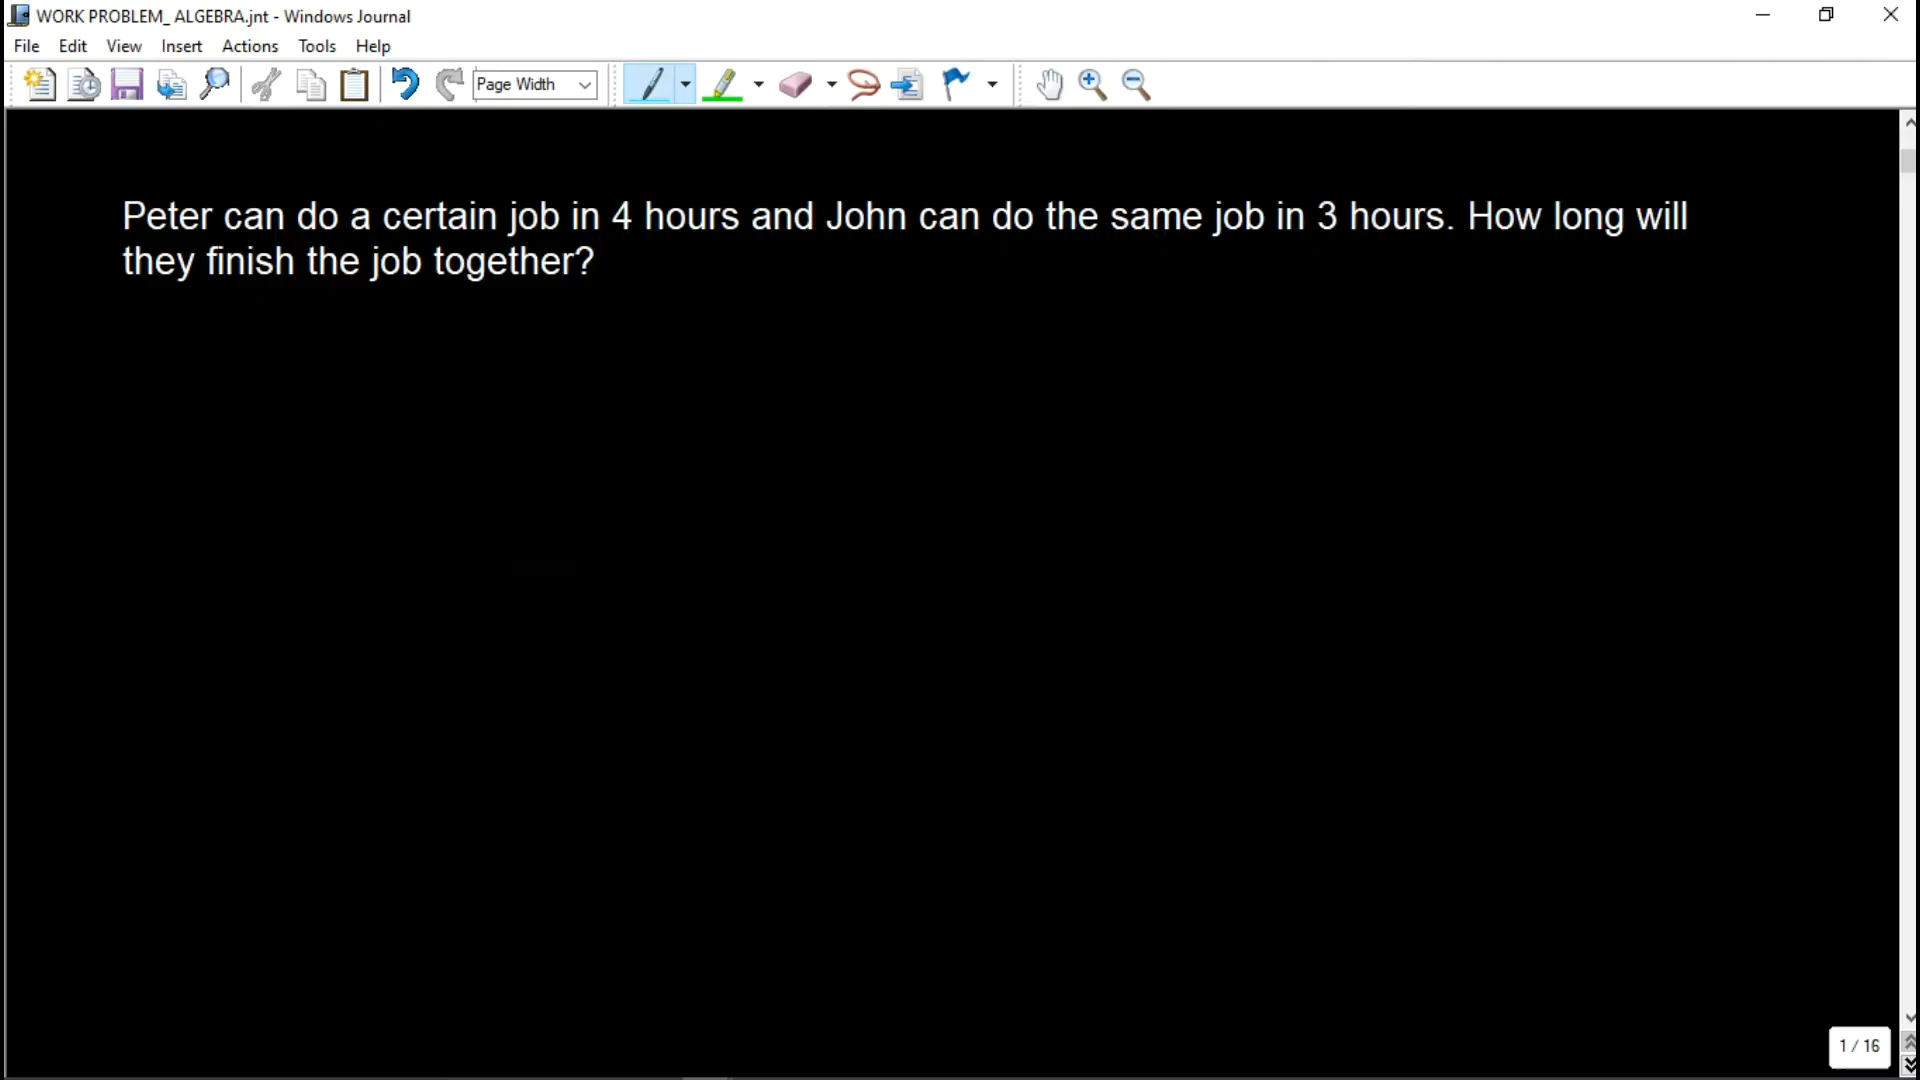 WORK PROBLEM_ ALGEBRA.jnt - Windows Journal
File Edit View Insert Actions Tools Help
Page Width
Peter can do a certain job in 4 hours and John can do the same job in 3 hours. How long will
they finish the job together?
1 / 16